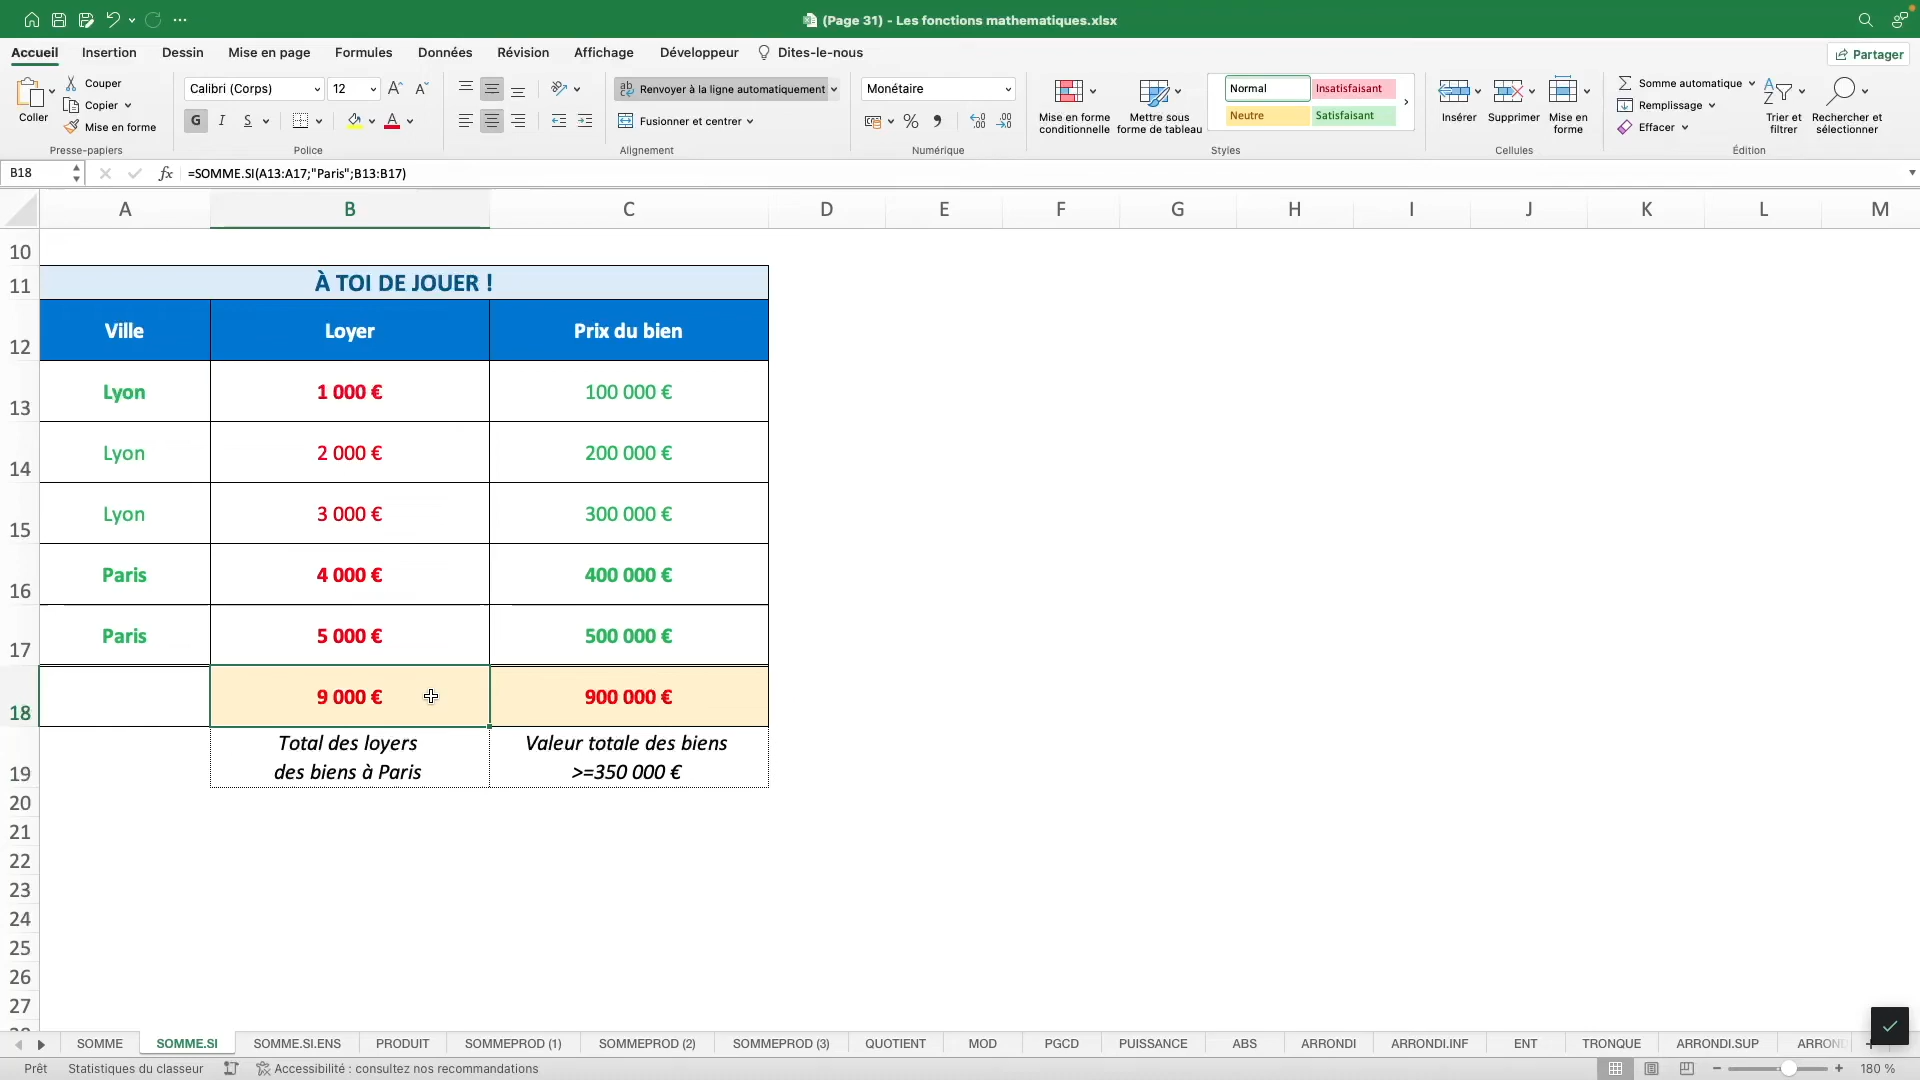 (Page 31) - Les fonctions mathematiques.xlsx
Accueil Insertion Dessin Mise en page Formules Données Révision Affichage Développeur Dites-le-nous Partager
Coller
Couper
Copier
Mise en forme
Presse-papiers
Calibri (Corps) 12
G I S
Police
Renvoyer à la ligne automatiquement
Fusionner et centrer
Alignement
Monétaire
Numérique
Mise en forme
conditionnelle
Mettre sous
forme de tableau
Normal Insatisfaisant
Neutre Satisfaisant
Styles
Insérer Supprimer Mise en
forme
Cellules
Somme automatique
Remplissage
Effacer
Trier et
filtrer
Rechercher et
sélectionner
Édition
B18 fx =SOMME.SI(A13:A17;"Paris";B13:B17)
A B C D E F G H I J K L M
10
11 À TOI DE JOUER !
12 Ville Loyer Prix du bien
13 Lyon 1 000 € 100 000 €
14 Lyon 2 000 € 200 000 €
15 Lyon 3 000 € 300 000 €
16 Paris 4 000 € 400 000 €
17 Paris 5 000 € 500 000 €
18 9 000 € 900 000 €
Total des loyers Valeur totale des biens
19 des biens à Paris >=350 000 €
20
21
22
23
24
25
26
27
SOMME SOMME.SI SOMME.SI.ENS PRODUIT SOMMEPROD (1) SOMMEPROD (2) SOMMEPROD (3) QUOTIENT MOD PGCD PUISSANCE ABS ARRONDI ARRONDI.INF ENT TRONQUE ARRONDI.SUP ARROND
Prêt Statistiques du classeur Accessibilité : consultez nos recommandations 180 %